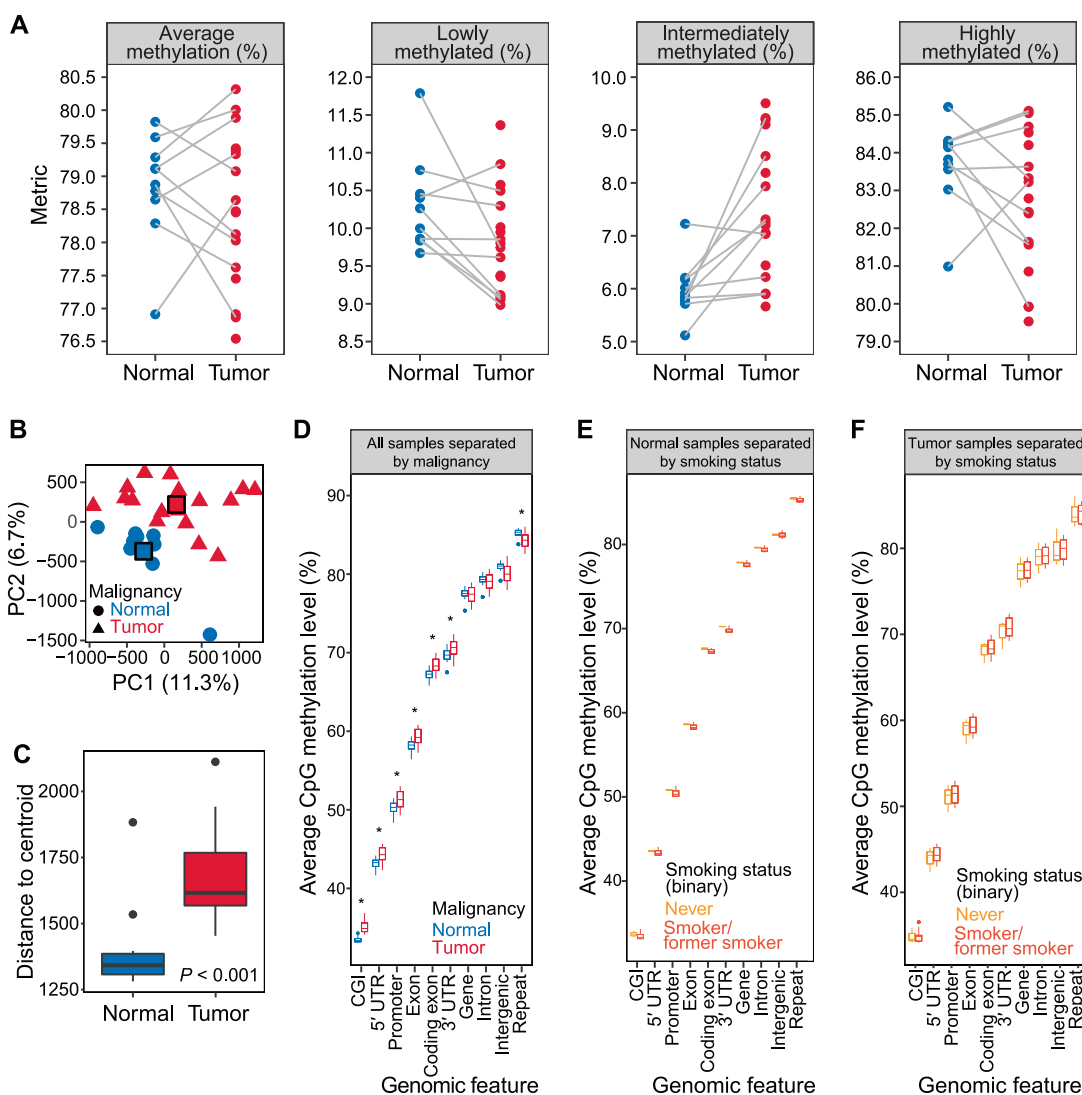 A
Average
methylation (%)
Lowly
methylated (%)
Intermediately
methylated (%)
Highly
methylated (%)
Metric
80.5
80.0
79.5
79.0
78.5
78.0
77.5
77.0
76.5
Normal Tumor
12.0
11.5
11.0
10.5
10.0
9.5
9.0
8.5
Normal Tumor
10.0
9.0
8.0
7.0
6.0
5.0
Normal Tumor
86.0
85.0
84.0
83.0
82.0
81.0
80.0
79.0
Normal Tumor
B
PC2 (6.7%)
500
0
−500
−1000
−1500
Malignancy
Normal
Tumor
−1000 −500 0 500 1000
PC1 (11.3%)
C
Distance to centroid
2000
1750
1500
1250
P < 0.001
Normal Tumor
D
All samples separated
by malignancy
Average CpG methylation level (%)
90
80
70
60
50
40
* * * * * * *
Malignancy
Normal
Tumor
CGI
5′ UTR
Promoter
Exon
Coding exon
3′ UTR
Gene
Intron
Intergenic
Repeat
Genomic feature
E
Normal samples separated
by smoking status
Average CpG methylation level (%)
80
70
60
50
40
Smoking status
(binary)
Never
Smoker/
former smoker
CGI
5′ UTR
Promoter
Exon
Coding exon
3′ UTR
Gene
Intron
Intergenic
Repeat
Genomic feature
F
Tumor samples separated
by smoking status
Average CpG methylation level (%)
80
70
60
50
40
Smoking status
(binary)
Never
Smoker/
former smoker
CGI
5′ UTR
Promoter
Exon
Coding exon
3′ UTR
Gene
Intron
Intergenic
Repeat
Genomic feature